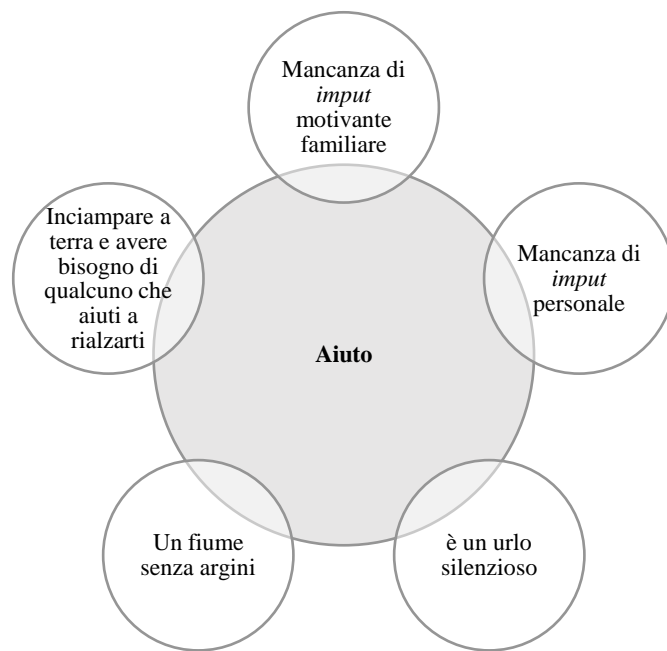 Mancanza di
imput
motivante
familiare
Inciampare a
terra e avere
bisogno di
qualcuno che
aiuti a
rialzarti
Mancanza di
imput
personale
Aiuto
Un fiume
senza argini
è un urlo
silenzioso